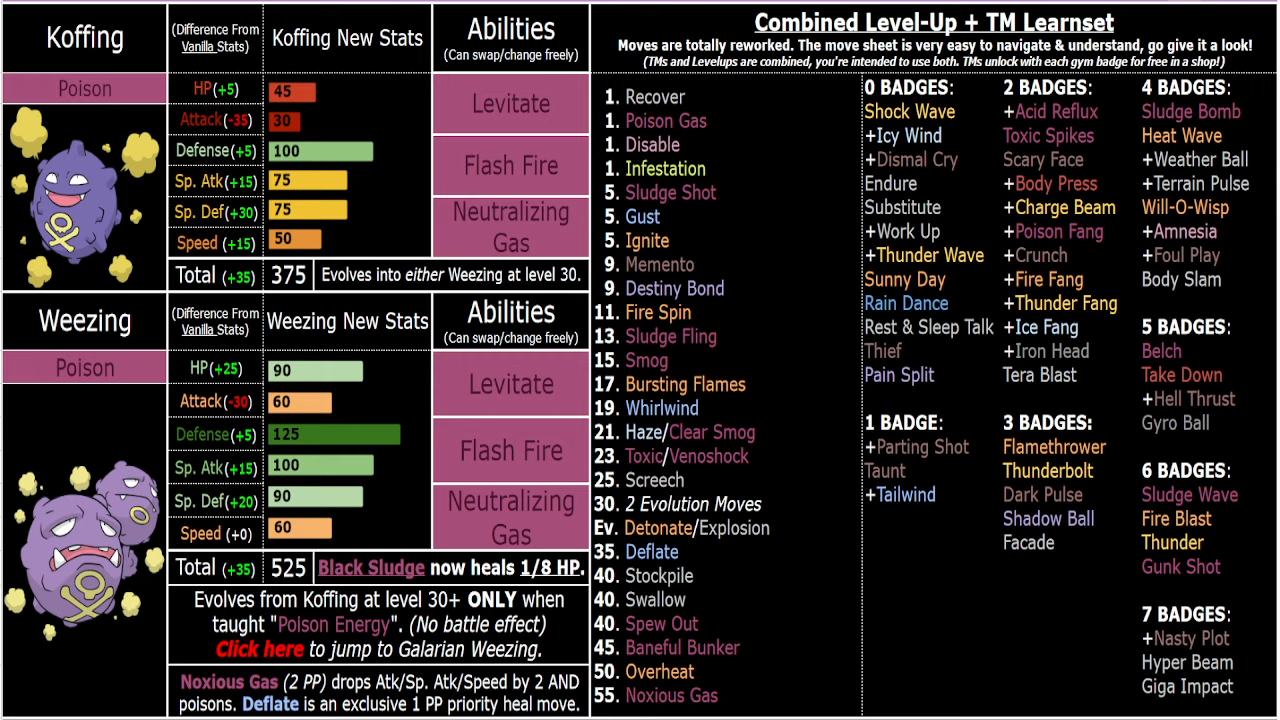 Koffing
(Difference From
Vanilla Stats)
Koffing New Stats
Abilities
(Can swap/change freely)
Poison
HP(+5)
45
Attack(-35)
30
Defense(+5)
100
Sp. Atk(+15)
75
Sp. Def(+30)
75
Speed (+15)
50
Levitate
Flash Fire
Neutralizing
Gas
Total (+35)
375
Evolves into either Weezing at level 30.
Weezing
(Difference From
Vanilla Stats)
Weezing New Stats
Abilities
(Can swap/change freely)
Poison
HP(+25)
90
Attack(-30)
60
Defense(+5)
125
Sp. Atk(+15)
100
Sp. Def(+20)
90
Speed (+0)
60
Levitate
Flash Fire
Neutralizing
Gas
Total (+35)
525
Black Sludge now heals 1/8 HP.
Evolves from Koffing at level 30+ ONLY when
taught "Poison Energy". (No battle effect)
Click here to jump to Galarian Weezing.
Noxious Gas (2 PP) drops Atk/Sp. Atk/Speed by 2 AND
poisons. Deflate is an exclusive 1 PP priority heal move.
Combined Level-Up + TM Learnset
Moves are totally reworked. The move sheet is very easy to navigate & understand, go give it a look!
(TMs and Levelups are combined, you're intended to use both. TMs unlock with each gym badge for free in a shop!)
1. Recover
1. Poison Gas
1. Disable
1. Infestation
5. Sludge Shot
5. Gust
5. Ignite
9. Memento
9. Destiny Bond
11. Fire Spin
13. Sludge Fling
15. Smog
17. Bursting Flames
19. Whirlwind
21. Haze/Clear Smog
23. Toxic/Venoshock
25. Screech
30. 2 Evolution Moves
Ev. Detonate/Explosion
35. Deflate
40. Stockpile
40. Swallow
40. Spew Out
45. Baneful Bunker
50. Overheat
55. Noxious Gas
0 BADGES:
Shock Wave
+Icy Wind
+Dismal Cry
Endure
Substitute
+Work Up
+Thunder Wave
Sunny Day
Rain Dance
Rest & Sleep Talk
Thief
Pain Split
1 BADGE:
+Parting Shot
Taunt
+Tailwind
2 BADGES:
+Acid Reflux
Toxic Spikes
Scary Face
+Body Press
+Charge Beam
+Poison Fang
+Crunch
+Fire Fang
+Thunder Fang
+Ice Fang
+Iron Head
Tera Blast
3 BADGES:
Flamethrower
Thunderbolt
Dark Pulse
Shadow Ball
Facade
4 BADGES:
Sludge Bomb
Heat Wave
+Weather Ball
+Terrain Pulse
Will-O-Wisp
+Amnesia
+Foul Play
Body Slam
5 BADGES:
Belch
Take Down
+Hell Thrust
Gyro Ball
6 BADGES:
Sludge Wave
Fire Blast
Thunder
Gunk Shot
7 BADGES:
+Nasty Plot
Hyper Beam
Giga Impact